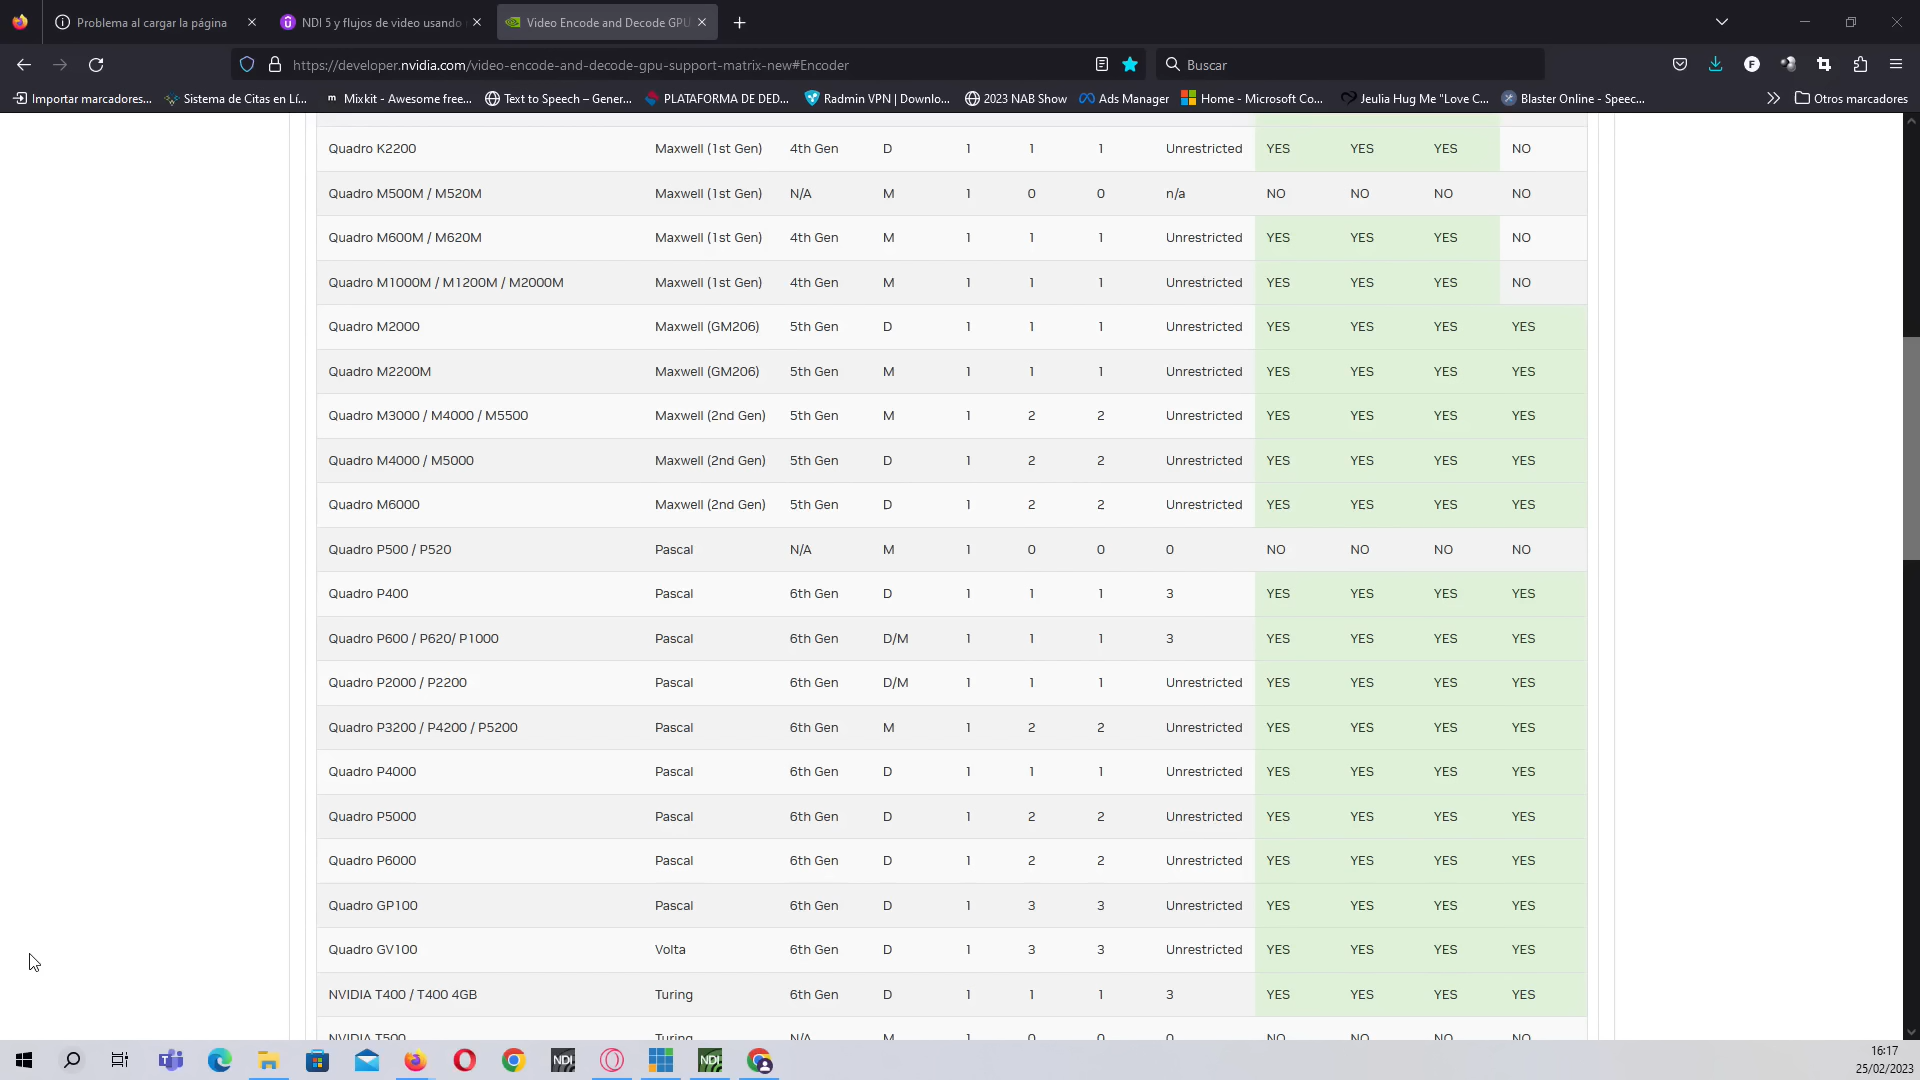 Problema al cargar la página
NDI 5 y flujos de video usando
Video Encode and Decode GPU
https://developer.nvidia.com/video-encode-and-decode-gpu-support-matrix-new#Encoder
Buscar
Importar marcadores...
Sistema de Citas en Lí...
Mixkit - Awesome free...
Text to Speech – Gener...
PLATAFORMA DE DED...
Radmin VPN | Downlo...
2023 NAB Show
Ads Manager
Home - Microsoft Co...
Jeulia Hug Me "Love C...
Blaster Online - Speec...
Otros marcadores
Quadro K2200 Maxwell (1st Gen) 4th Gen D 1 1 1 Unrestricted YES YES YES NO
Quadro M500M / M520M Maxwell (1st Gen) N/A M 1 0 0 n/a NO NO NO NO
Quadro M600M / M620M Maxwell (1st Gen) 4th Gen M 1 1 1 Unrestricted YES YES YES NO
Quadro M1000M / M1200M / M2000M Maxwell (1st Gen) 4th Gen M 1 1 1 Unrestricted YES YES YES NO
Quadro M2000 Maxwell (GM206) 5th Gen D 1 1 1 Unrestricted YES YES YES YES
Quadro M2200M Maxwell (GM206) 5th Gen M 1 1 1 Unrestricted YES YES YES YES
Quadro M3000 / M4000 / M5500 Maxwell (2nd Gen) 5th Gen M 1 2 2 Unrestricted YES YES YES YES
Quadro M4000 / M5000 Maxwell (2nd Gen) 5th Gen D 1 2 2 Unrestricted YES YES YES YES
Quadro M6000 Maxwell (2nd Gen) 5th Gen D 1 2 2 Unrestricted YES YES YES YES
Quadro P500 / P520 Pascal N/A M 1 0 0 0 NO NO NO NO
Quadro P400 Pascal 6th Gen D 1 1 1 3 YES YES YES YES
Quadro P600 / P620/ P1000 Pascal 6th Gen D/M 1 1 1 3 YES YES YES YES
Quadro P2000 / P2200 Pascal 6th Gen D/M 1 1 1 Unrestricted YES YES YES YES
Quadro P3200 / P4200 / P5200 Pascal 6th Gen M 1 2 2 Unrestricted YES YES YES YES
Quadro P4000 Pascal 6th Gen D 1 1 1 Unrestricted YES YES YES YES
Quadro P5000 Pascal 6th Gen D 1 2 2 Unrestricted YES YES YES YES
Quadro P6000 Pascal 6th Gen D 1 2 2 Unrestricted YES YES YES YES
Quadro GP100 Pascal 6th Gen D 1 3 3 Unrestricted YES YES YES YES
Quadro GV100 Volta 6th Gen D 1 3 3 Unrestricted YES YES YES YES
NVIDIA T400 / T400 4GB Turing 6th Gen D 1 1 1 3 YES YES YES YES
NVIDIA T500 Turing N/A M 1 0 0 0 NO NO NO NO
NDI
NDI
16:17
25/02/2023